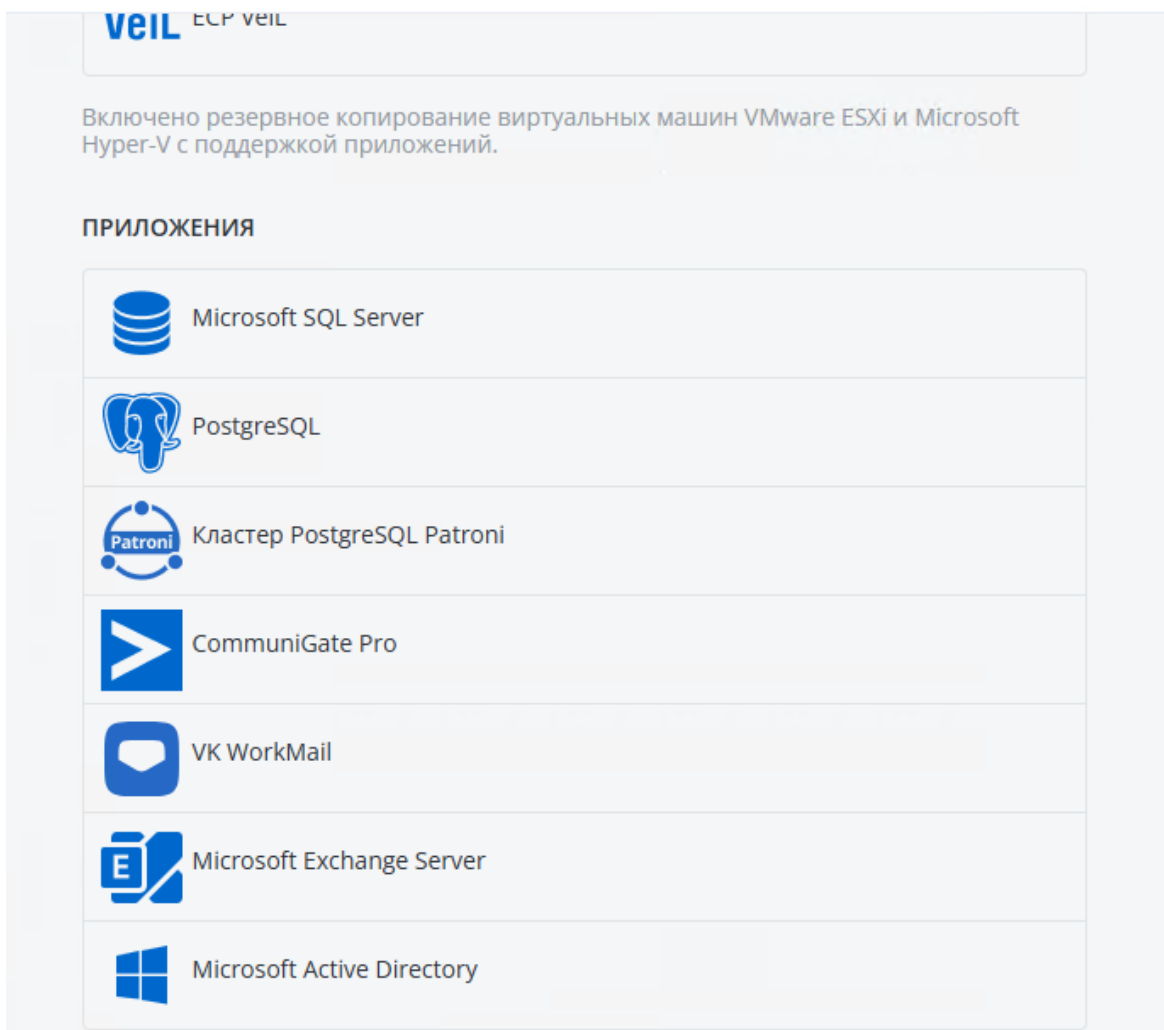 VeiL ECP VeiL
Включено резервное копирование виртуальных машин VMware ESXi и Microsoft
Hyper-V с поддержкой приложений.
ПРИЛОЖЕНИЯ
Microsoft SQL Server
PostgreSQL
Patroni Кластер PostgreSQL Patroni
CommuniGate Pro
VK WorkMail
E Microsoft Exchange Server
Microsoft Active Directory